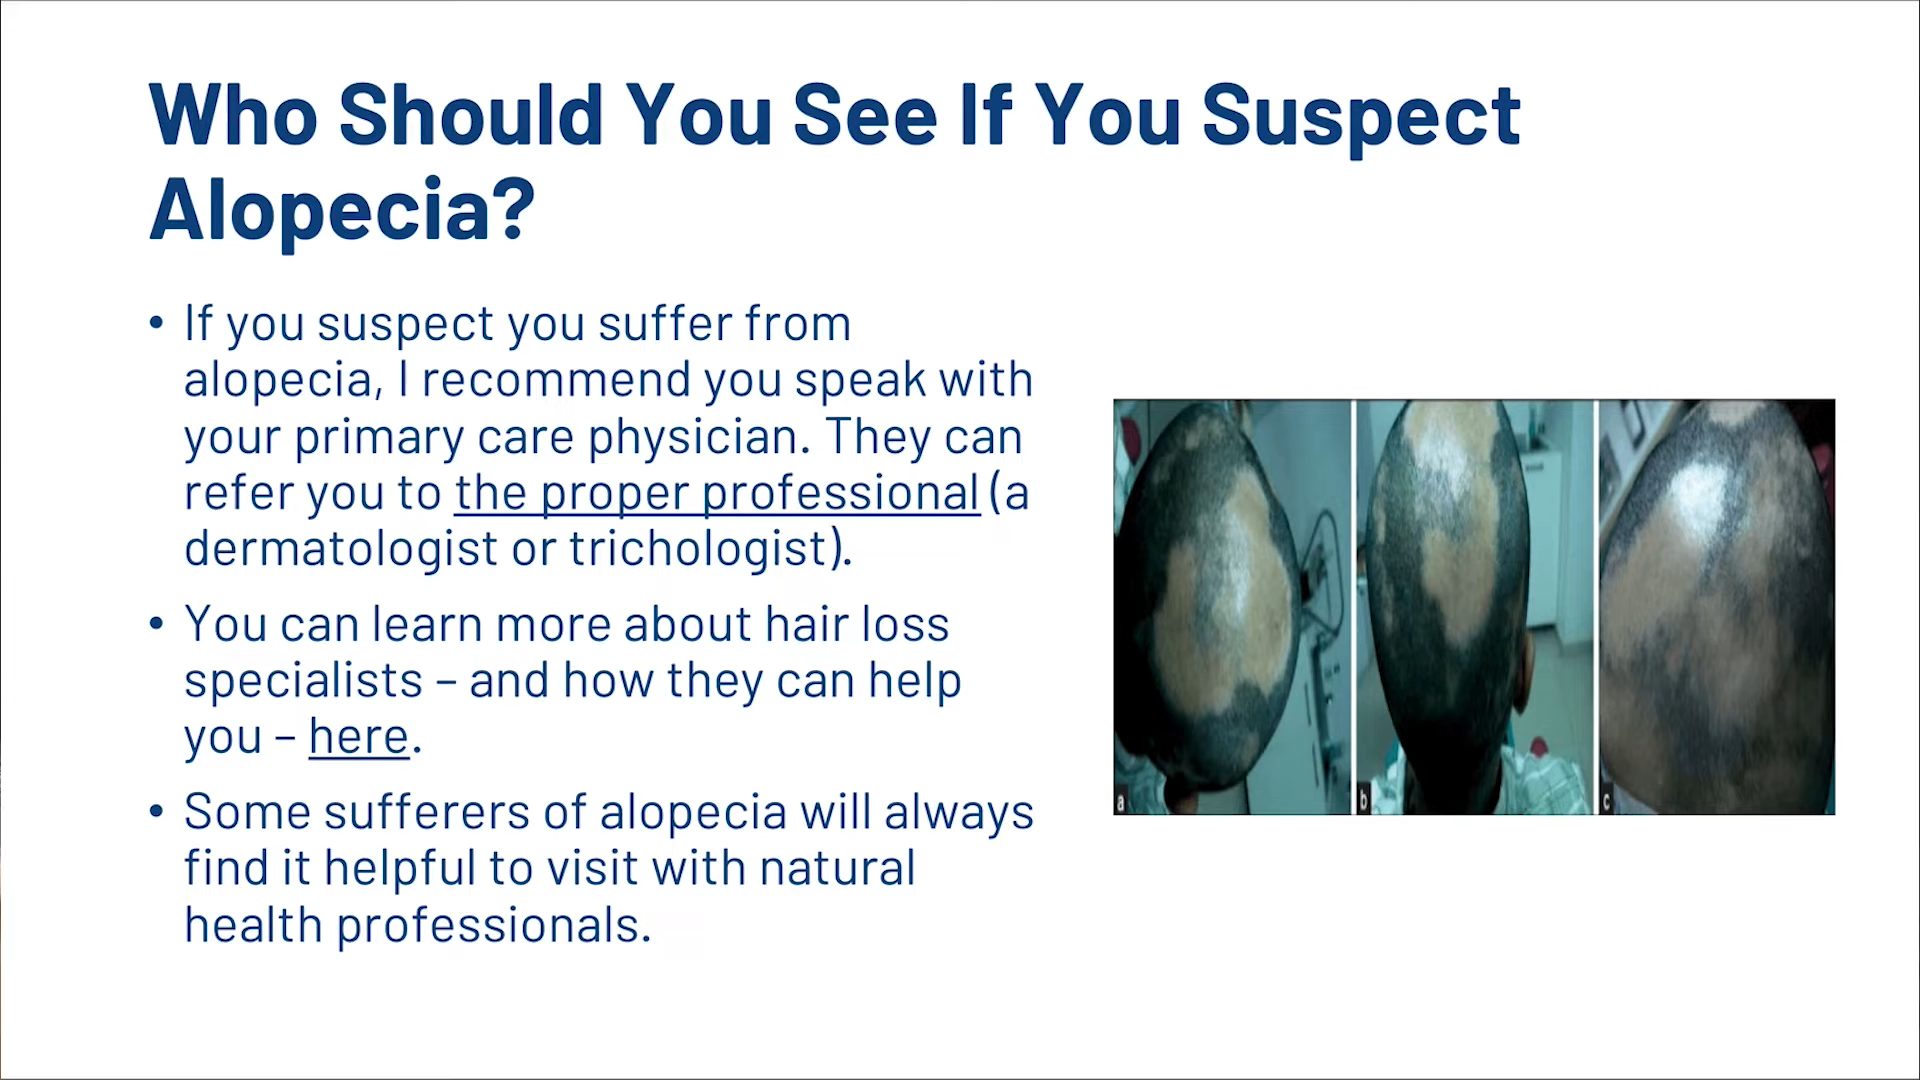 Who Should You See If You Suspect
Alopecia?
• If you suspect you suffer from
alopecia, I recommend you speak with
your primary care physician. They can
refer you to the proper professional (a
dermatologist or trichologist).
• You can learn more about hair loss
specialists – and how they can help
you – here.
• Some sufferers of alopecia will always
find it helpful to visit with natural
health professionals.
a
b
c